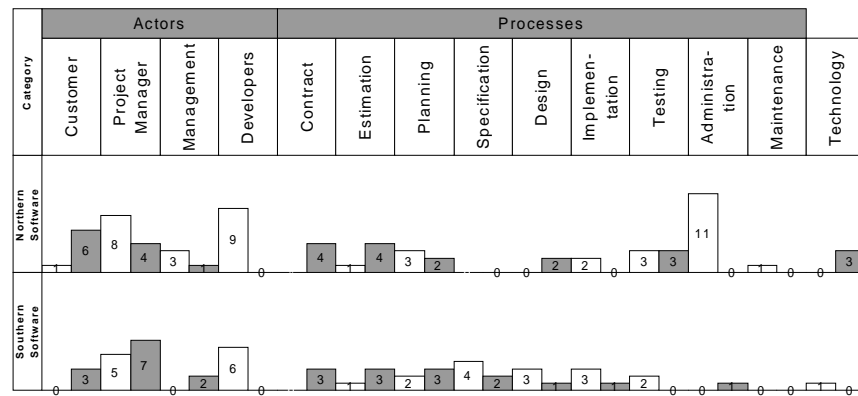 Actors
Processes
Category
Customer
Project
Manager
Management
Developers
Contract
Estimation
Planning
Specification
Design
Implemen-
tation
Testing
Administra-
tion
Maintenance
Technology
Northern
Software
1 6 8 4 3 1 9 0 4 1 4 3 2 0 0 2 2 0 3 3 11 0 1 0 0 3
Southern
Software
0 3 5 7 0 2 6 0 3 1 3 2 3 4 2 3 1 3 1 2 0 0 1 0 0 1 0